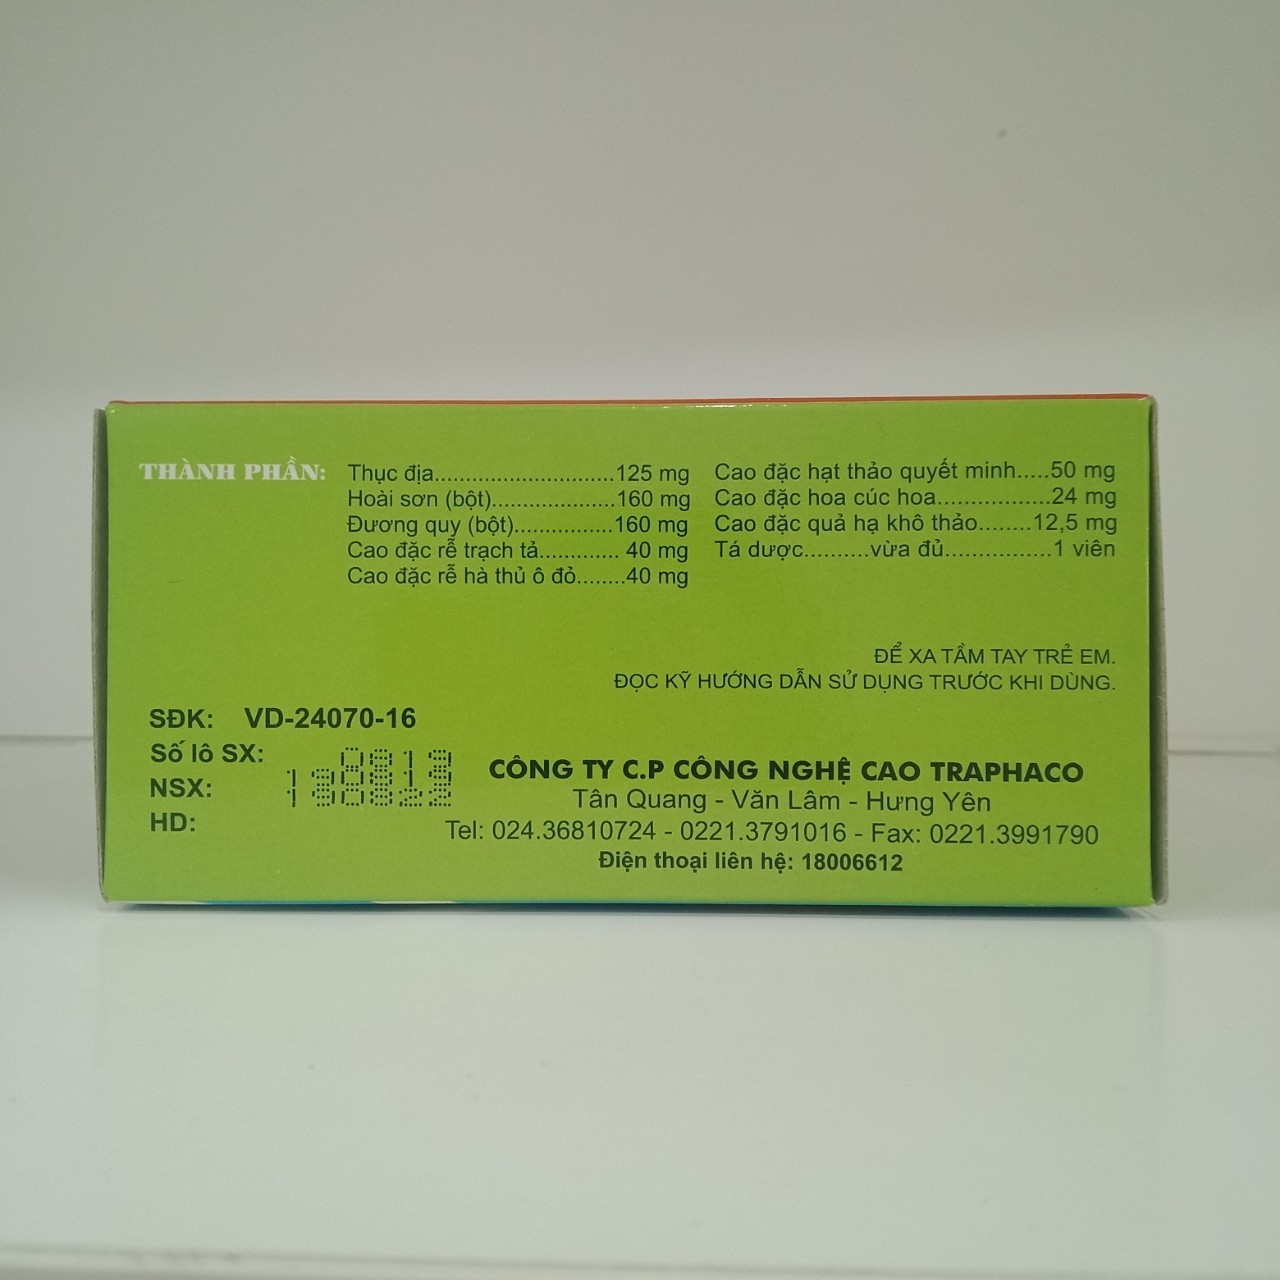 THÀNH PHẦN:
Thục địa..............................125 mg
Hoài sơn (bột).....................160 mg
Đương quy (bột).................160 mg
Cao đặc rễ trạch tả............. 40 mg
Cao đặc rễ hà thủ ô đỏ........40 mg
Cao đặc hạt thảo quyết minh.....50 mg
Cao đặc hoa cúc hoa...................24 mg
Cao đặc quả hạ khô thảo........12,5 mg
Tá dược...........vừa đủ..................1 viên
ĐỂ XA TẦM TAY TRẺ EM.
ĐỌC KỸ HƯỚNG DẪN SỬ DỤNG TRƯỚC KHI DÙNG.
SĐK: VD-24070-16
Số lô SX:
NSX:
HD:
CÔNG TY C.P CÔNG NGHỆ CAO TRAPHACO
Tân Quang - Văn Lâm - Hưng Yên
Tel: 024.36810724 - 0221.3791016 - Fax: 0221.3991790
Điện thoại liên hệ: 18006612